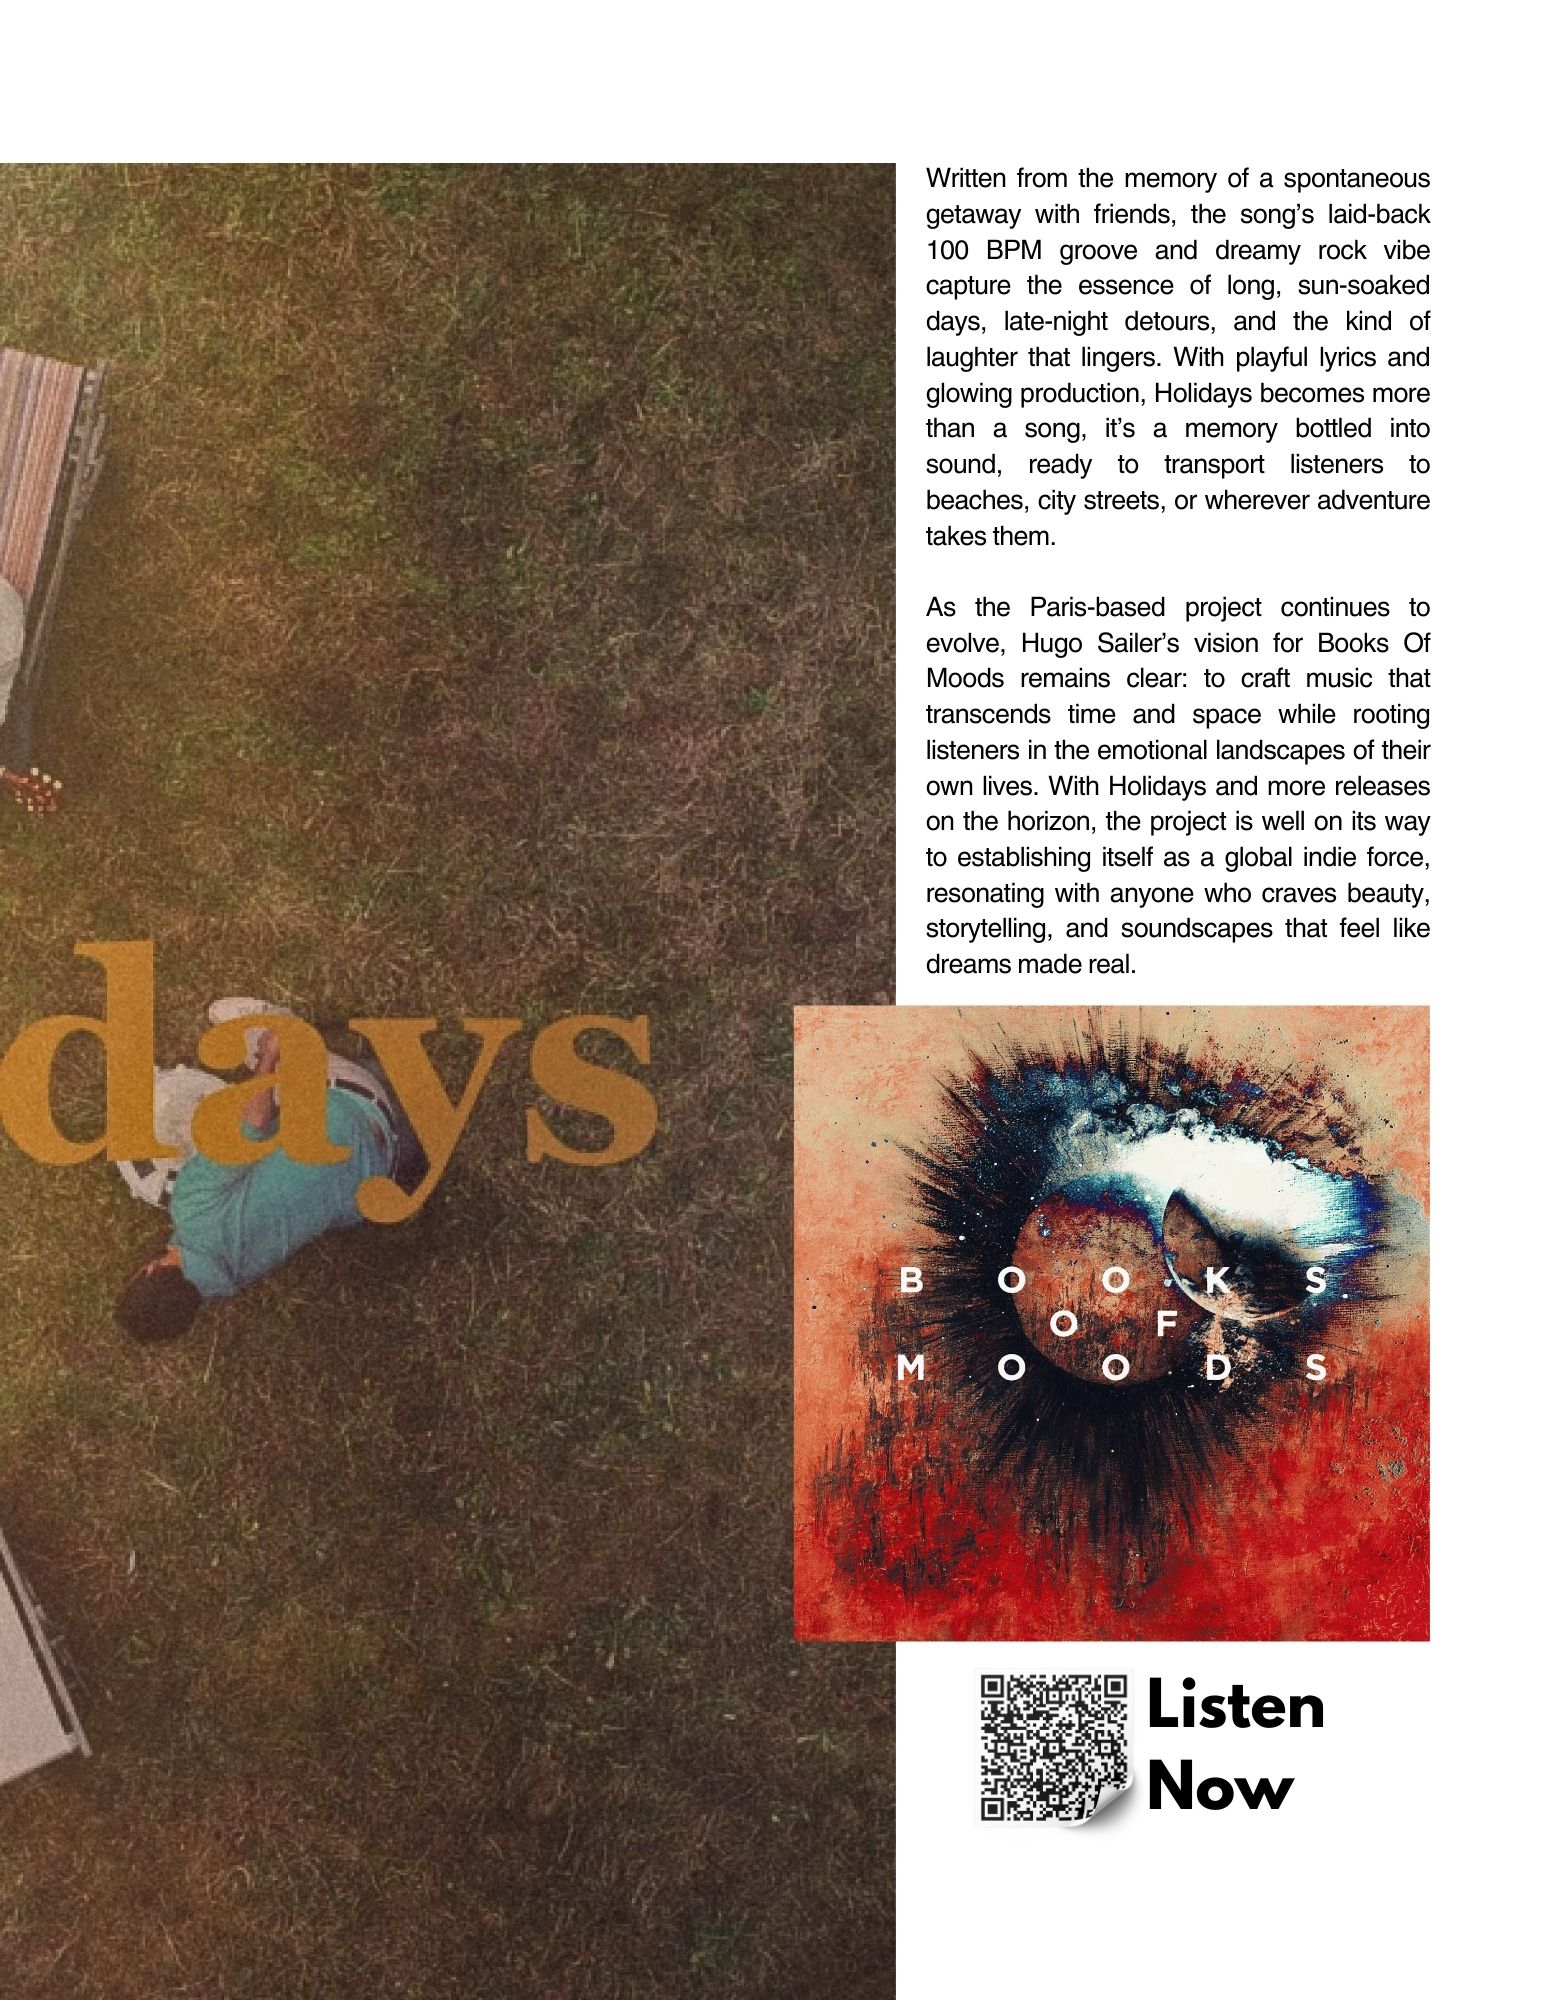 Written from the memory of a spontaneous
getaway with friends, the song’s laid-back
100 BPM groove and dreamy rock vibe
capture the essence of long, sun-soaked
days, late-night detours, and the kind of
laughter that lingers. With playful lyrics and
glowing production, Holidays becomes more
than a song, it’s a memory bottled into
sound, ready to transport listeners to
beaches, city streets, or wherever adventure
takes them.
As the Paris-based project continues to
evolve, Hugo Sailer’s vision for Books Of
Moods remains clear: to craft music that
transcends time and space while rooting
listeners in the emotional landscapes of their
own lives. With Holidays and more releases
on the horizon, the project is well on its way
to establishing itself as a global indie force,
resonating with anyone who craves beauty,
storytelling, and soundscapes that feel like
dreams made real.
days
BOOKS
OF
MOODS
Listen
Now